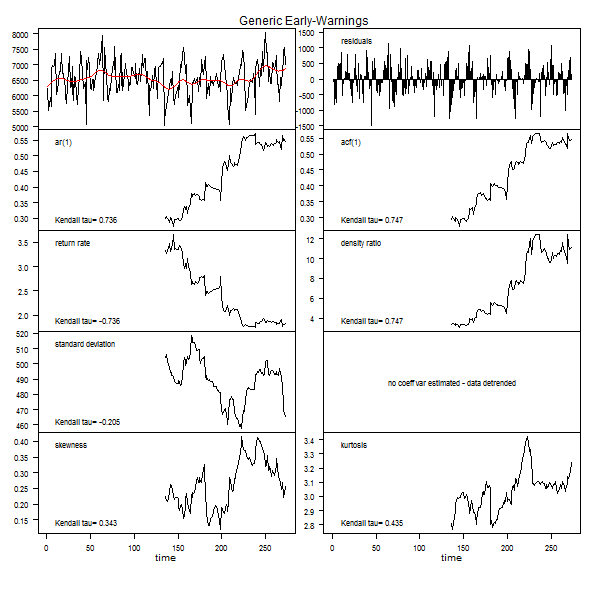 Generic Early-Warnings
8000
7500
7000
6500
6000
5500
5000
1500
1000
500
0
-500
-1000
-1500
residuals
0.55
0.50
0.45
0.40
0.35
0.30
ar(1)
Kendall tau= 0.736
0.55
0.50
0.45
0.40
0.35
0.30
acf(1)
Kendall tau= 0.747
3.5
3.0
2.5
2.0
return rate
Kendall tau= -0.736
12
10
8
6
4
density ratio
Kendall tau= 0.747
520
510
500
490
480
470
460
standard deviation
Kendall tau= -0.205
no coeff var estimated - data detrended
0.40
0.35
0.30
0.25
0.20
0.15
skewness
Kendall tau= 0.343
3.4
3.3
3.2
3.1
3.0
2.9
2.8
kurtosis
Kendall tau= 0.435
0 50 100 150 200 250
0 50 100 150 200 250
time
time